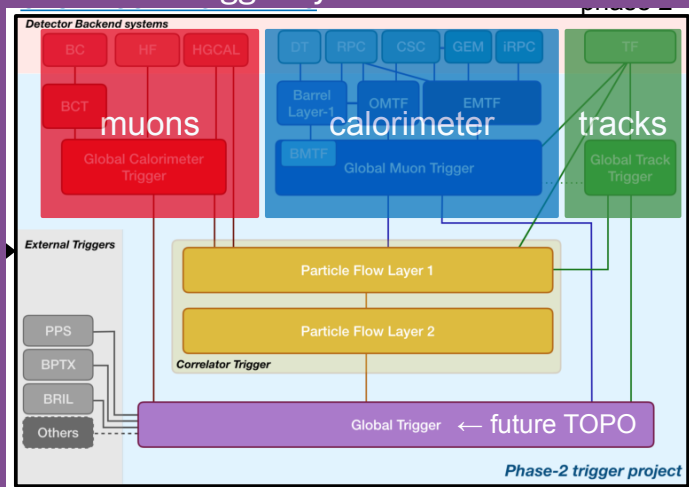 phase-2
Detector Backend systems
BC HF HGCAL DT RPC CSC GEM iRPC TF
BCT Barrel Layer-1 OMTF EMTF
muons calorimeter tracks
Global Calorimeter Trigger
BMTF
Global Muon Trigger
Global Track Trigger
External Triggers
Particle Flow Layer 1
Particle Flow Layer 2
Correlator Trigger
PPS
BPTX
BRIL
Others
Global Trigger ← future TOPO
Phase-2 trigger project